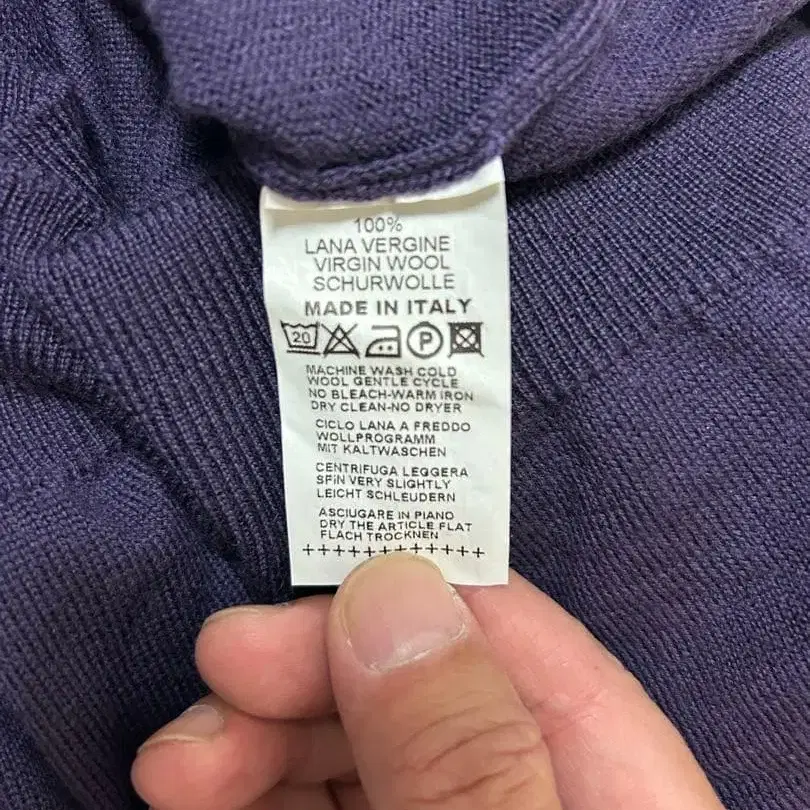 100%
LANA VERGINE
VIRGIN WOOL
SCHURWOLLE
MADE IN ITALY
20 P
MACHINE WASH COLD
WOOL GENTLE CYCLE
NO BLEACH-WARM IRON
DRY CLEAN-NO DRYER
CICLO LANA A FREDDO
WOLLPROGRAMM
MIT KALTWASCHEN
CENTRIFUGA LEGGERA
SPIN VERY SLIGHTLY
LEICHT SCHLEUDERN
ASCIUGARE IN PIANO
DRY THE ARTICLE FLAT
FLACH TROCKNEN
++++++++++++